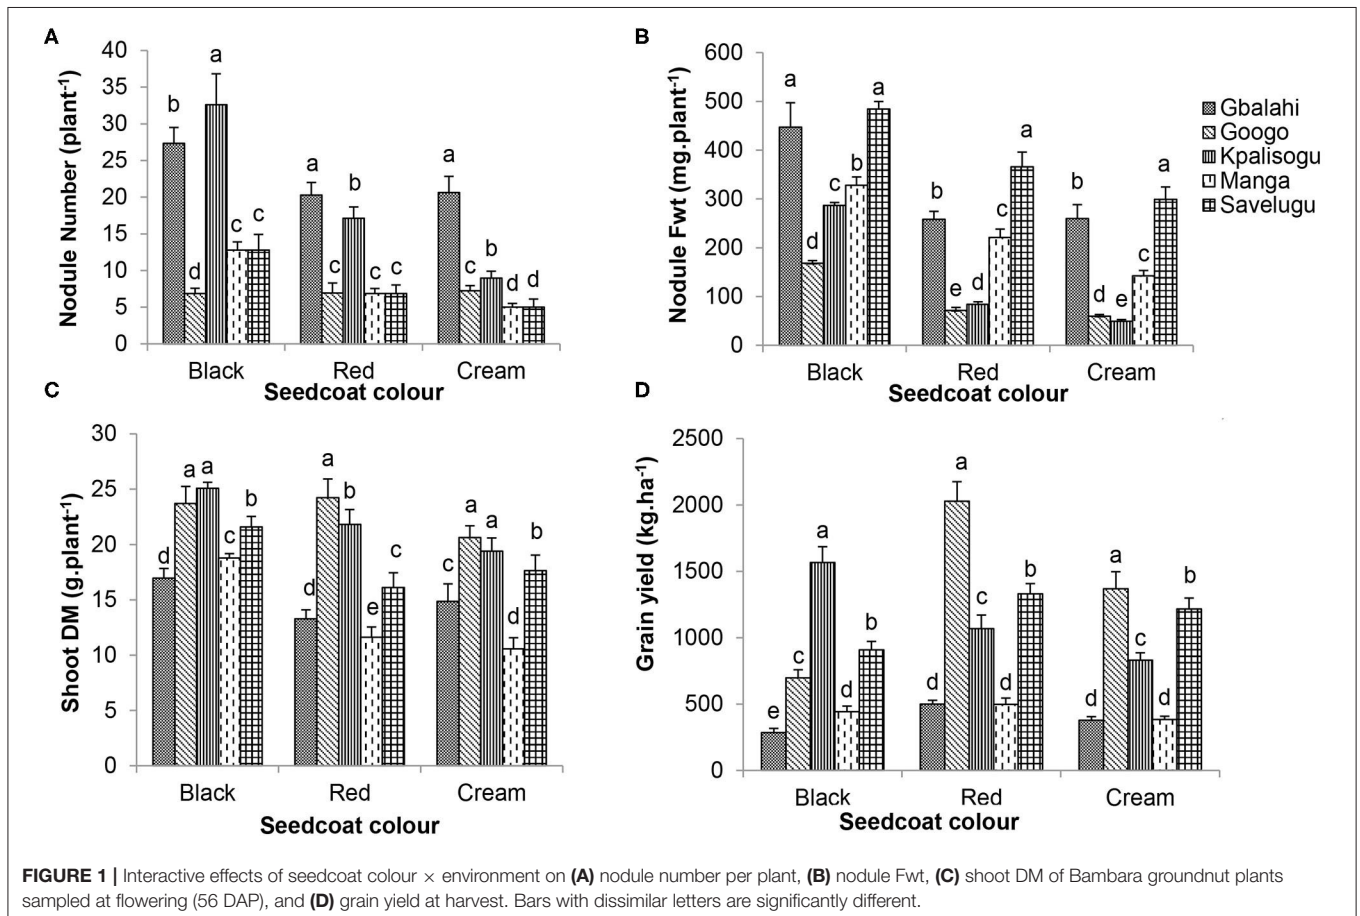 A
40
35
30
25
20
15
10
5
0
Nodule Number (plant-1)
b
d
a
c
c
a
c
b
c
c
a
c
b
d
d
Black Red Cream
Seedcoat colour
B
600
500
400
300
200
100
0
Nodule Fwt (mg.plant-1)
a
d
c
b
a
b
e
d
c
a
b
d
e
c
a
Black Red Cream
Seedcoat colour
Gbalahi
Googo
Kpalisogu
Manga
Savelugu
C
30
25
20
15
10
5
0
Shoot DM (g.plant-1)
d
a
a
c
b
d
a
b
e
c
c
a
a
d
b
Black Red Cream
Seedcoat colour
D
2500
2000
1500
1000
500
0
Grain yield (kg.ha-1)
e
c
a
d
b
d
a
c
d
b
d
a
c
d
b
Black Red Cream
Seedcoat colour
FIGURE 1 | Interactive effects of seedcoat colour × environment on (A) nodule number per plant, (B) nodule Fwt, (C) shoot DM of Bambara groundnut plants
sampled at flowering (56 DAP), and (D) grain yield at harvest. Bars with dissimilar letters are significantly different.